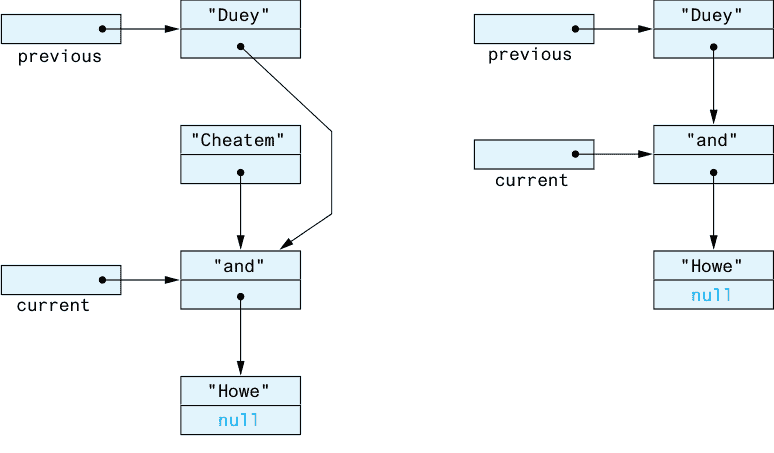 "Duey"
previous
"Cheatem"
"and"
current
"Howe"
null
"Duey"
previous
"and"
current
"Howe"
null